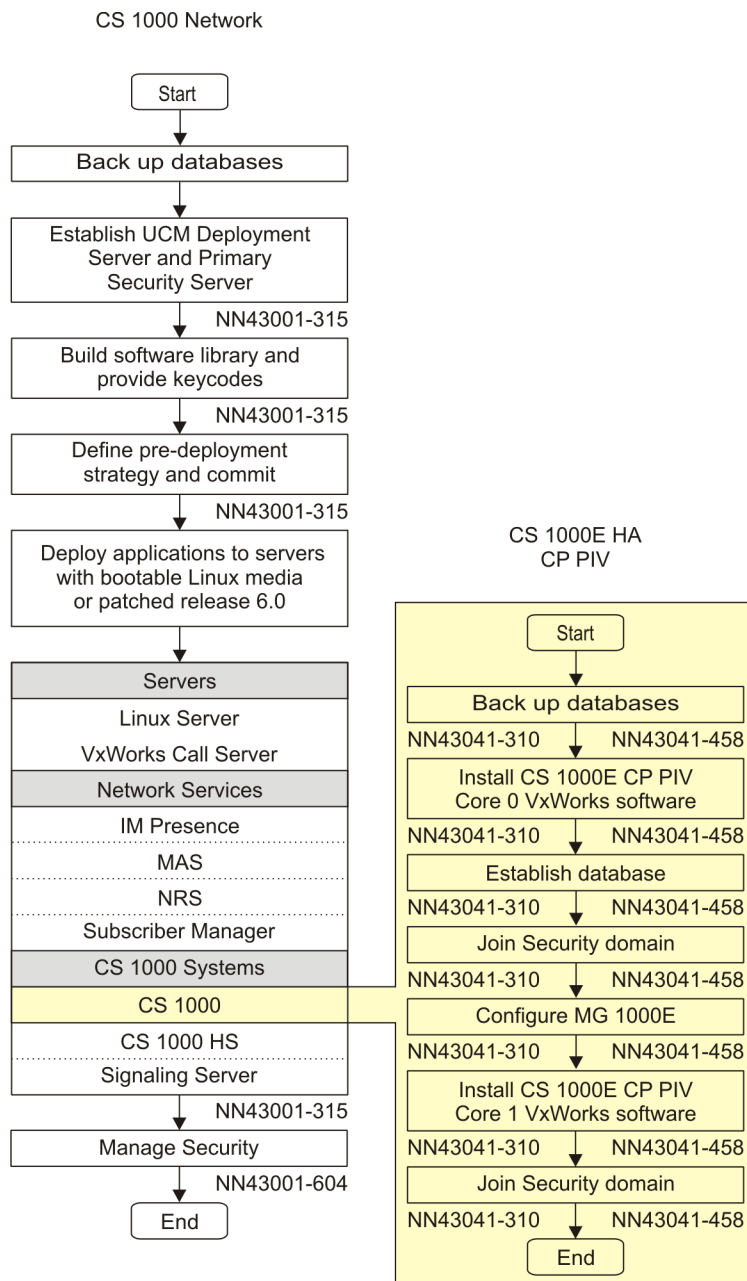 CS 1000 Network
Start
Back up databases
Establish UCM Deployment
Server and Primary
Security Server
NN43001-315
Build software library and
provide keycodes
NN43001-315
Define pre-deployment
strategy and commit
NN43001-315
Deploy applications to servers
with bootable Linux media
or patched release 6.0
Servers
Linux Server
VxWorks Call Server
Network Services
IM Presence
MAS
NRS
Subscriber Manager
CS 1000 Systems
CS 1000
CS 1000 HS
Signaling Server
NN43001-315
Manage Security
NN43001-604
End
CS 1000E HA
CP PIV
Start
Back up databases
NN43041-310 NN43041-458
Install CS 1000E CP PIV
Core 0 VxWorks software
NN43041-310 NN43041-458
Establish database
NN43041-310 NN43041-458
Join Security domain
NN43041-310 NN43041-458
Configure MG 1000E
NN43041-310 NN43041-458
Install CS 1000E CP PIV
Core 1 VxWorks software
NN43041-310 NN43041-458
Join Security domain
NN43041-310 NN43041-458
End